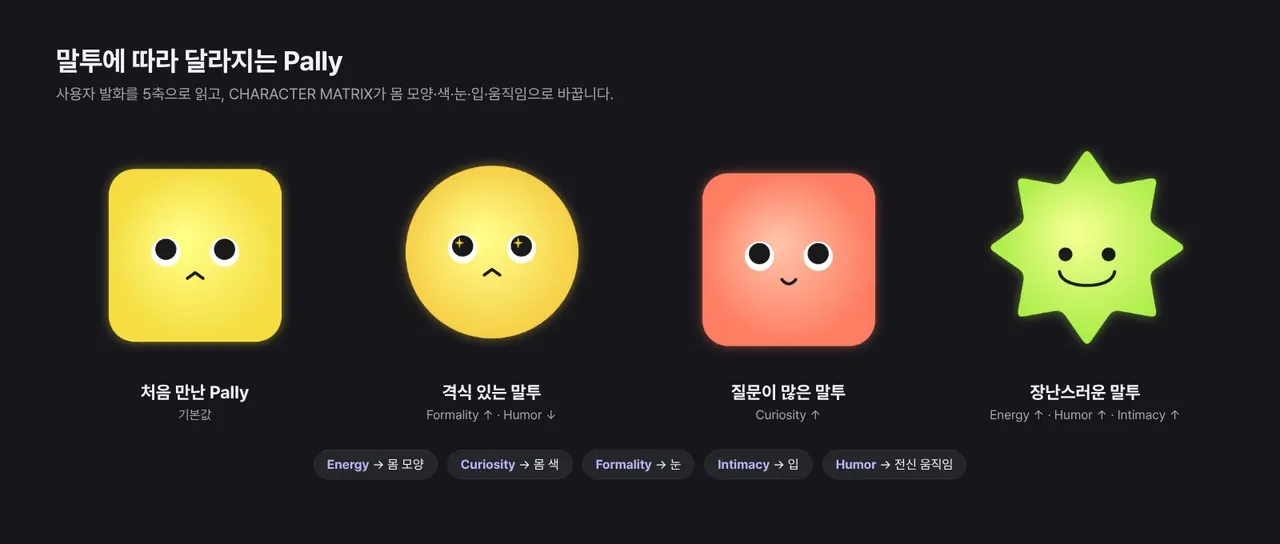 말투에 따라 달라지는 Pally
사용자 발화를 5축으로 읽고, CHARACTER MATRIX가 몸 모양·색·눈·입·움직임으로 바꿉니다.
처음 만난 Pally
기본값
격식 있는 말투
Formality ↑ · Humor ↓
질문이 많은 말투
Curiosity ↑
장난스러운 말투
Energy ↑ · Humor ↑ · Intimacy ↑
Energy → 몸 모양
Curiosity → 몸 색
Formality → 눈
Intimacy → 입
Humor → 전신 움직임